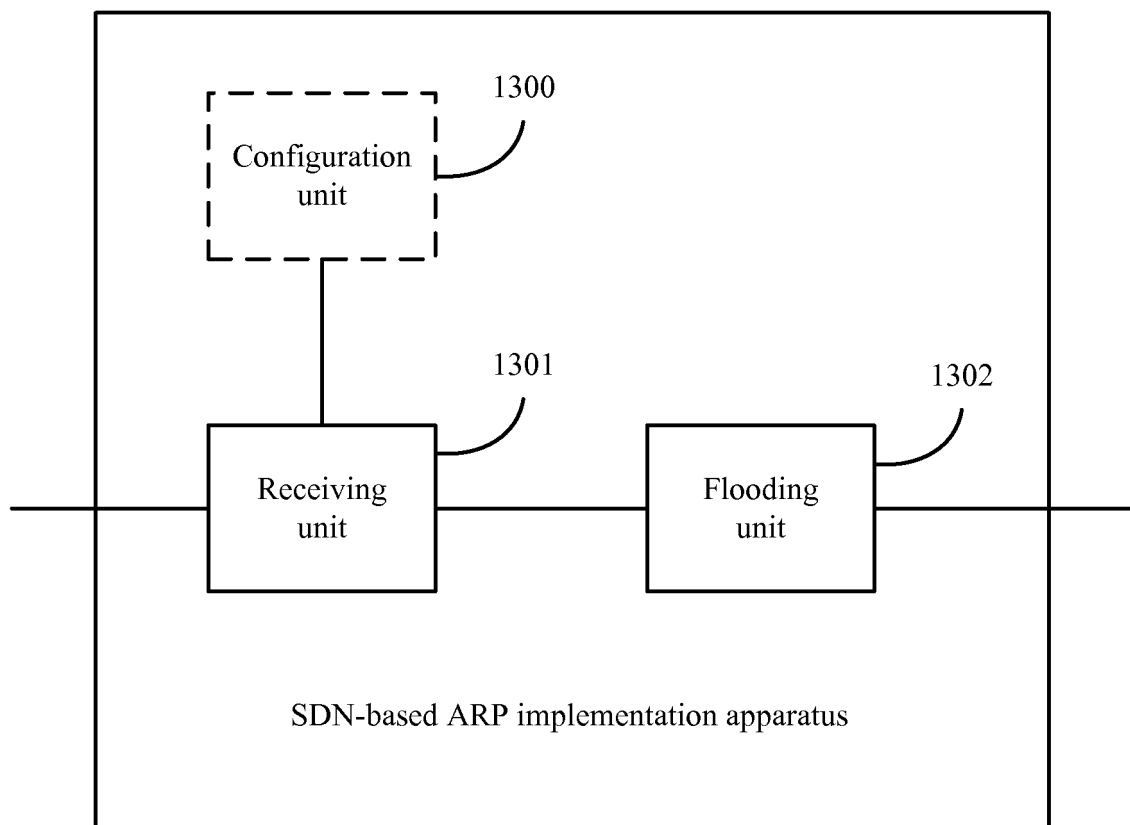 1300
Configuration
unit
1301
1302
Receiving
unit
Flooding
unit
SDN-based ARP implementation apparatus